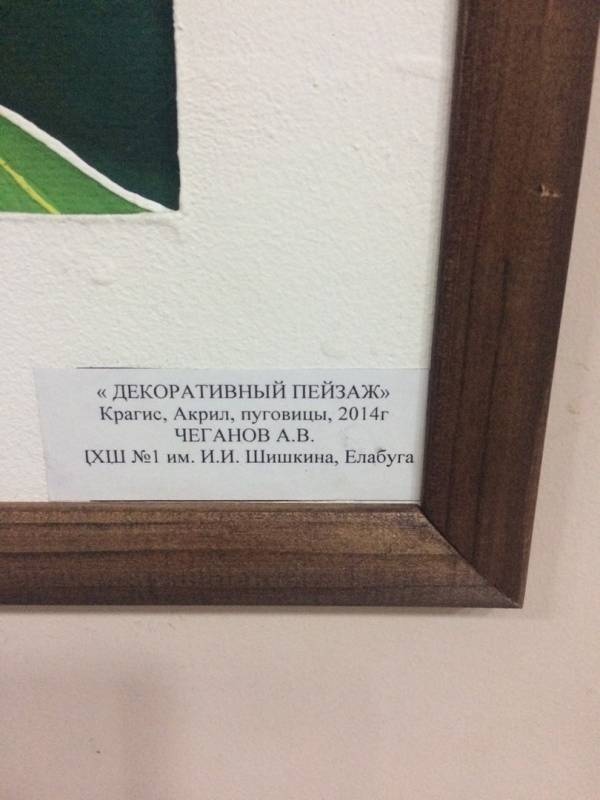 « ДЕКОРАТИВНЫЙ ПЕЙЗАЖ»
Крагис, Акрил, пуговицы, 2014г
ЧЕГАНОВ А.В.
ДХШ №1 им. И.И. Шишкина, Елабуга